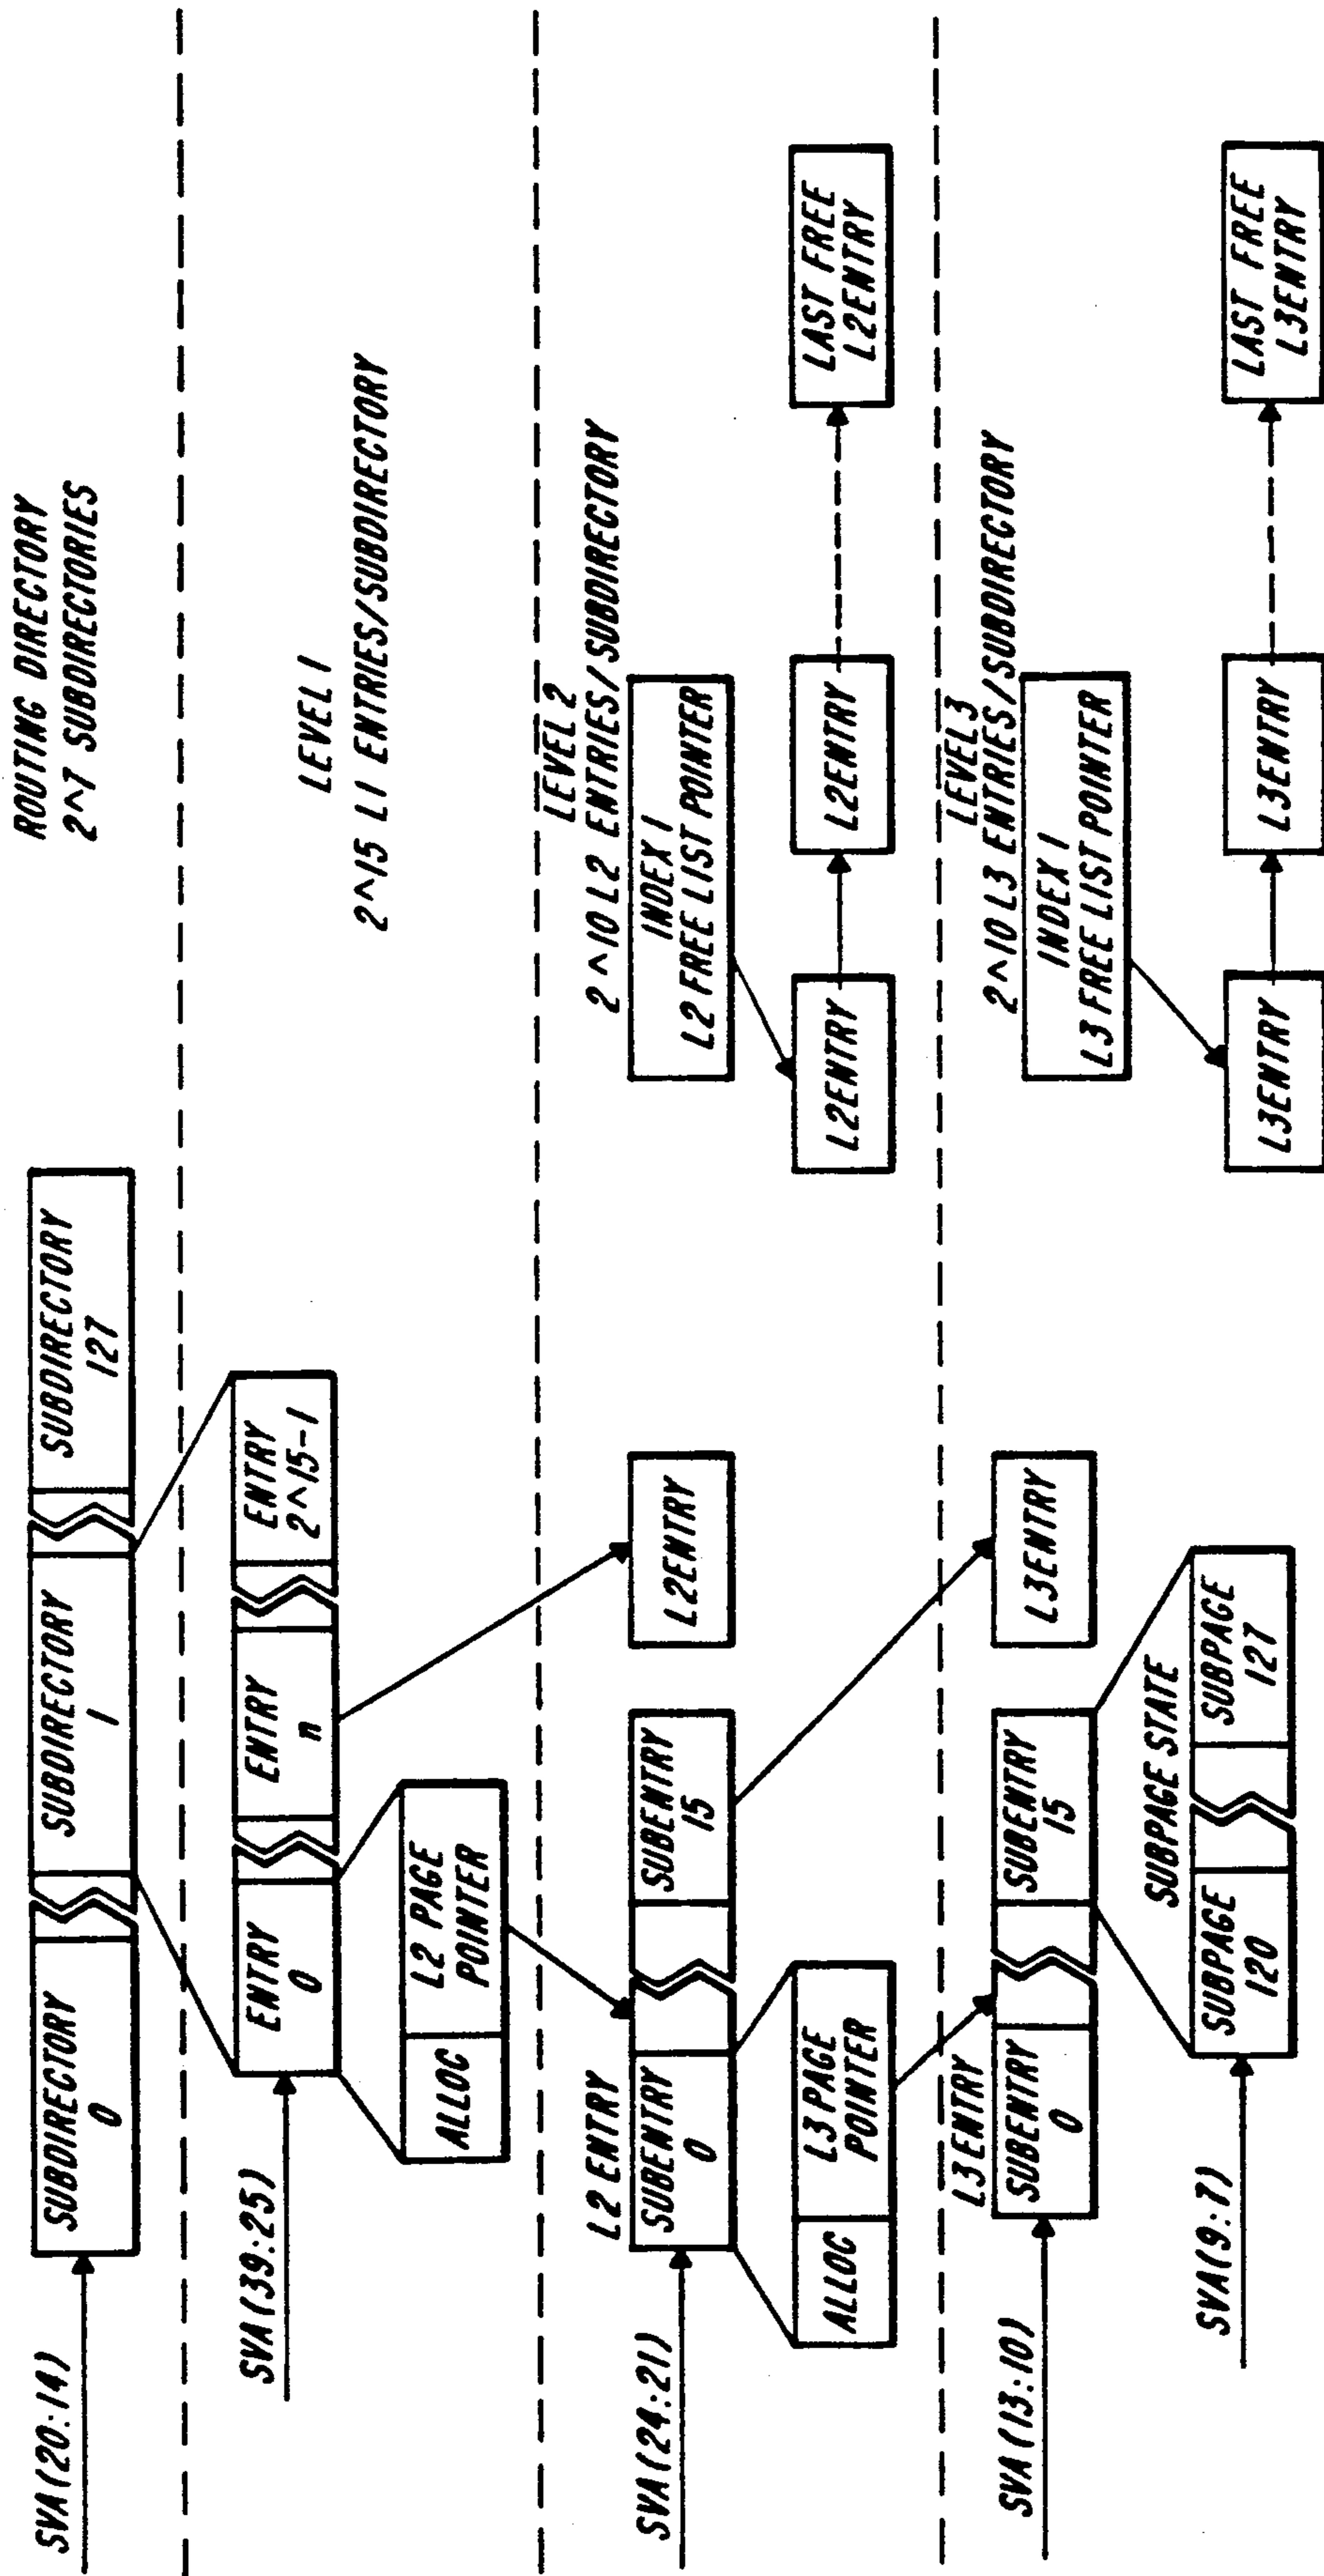 ROUTING DIRECTORY
2^7 SUBDIRECTORIES
SVA(20:14)
SUBDIRECTORY
0
SUBDIRECTORY
1
SUBDIRECTORY
127
LEVEL 1
2^15 L1 ENTRIES/SUBDIRECTORY
SVA(39:25)
ENTRY
0
ENTRY
n
ENTRY
2^15-1
ALLOC
L2 PAGE
POINTER
LEVEL 2
2^10 L2 ENTRIES/SUBDIRECTORY
L2 ENTRY
SVA(24:21)
SUBENTRY
0
SUBENTRY
15
L2ENTRY
INDEX 1
L2 FREE LIST POINTER
ALLOC
L3 PAGE
POINTER
L2ENTRY
L2ENTRY
LAST FREE
L2ENTRY
LEVEL 3
2^10 L3 ENTRIES/SUBDIRECTORY
L3 ENTRY
SVA(13:10)
SUBENTRY
0
SUBENTRY
15
L3ENTRY
INDEX 1
L3 FREE LIST POINTER
SUBPAGE STATE
SVA(9:7)
SUBPAGE
120
SUBPAGE
127
L3ENTRY
L3ENTRY
LAST FREE
L3ENTRY